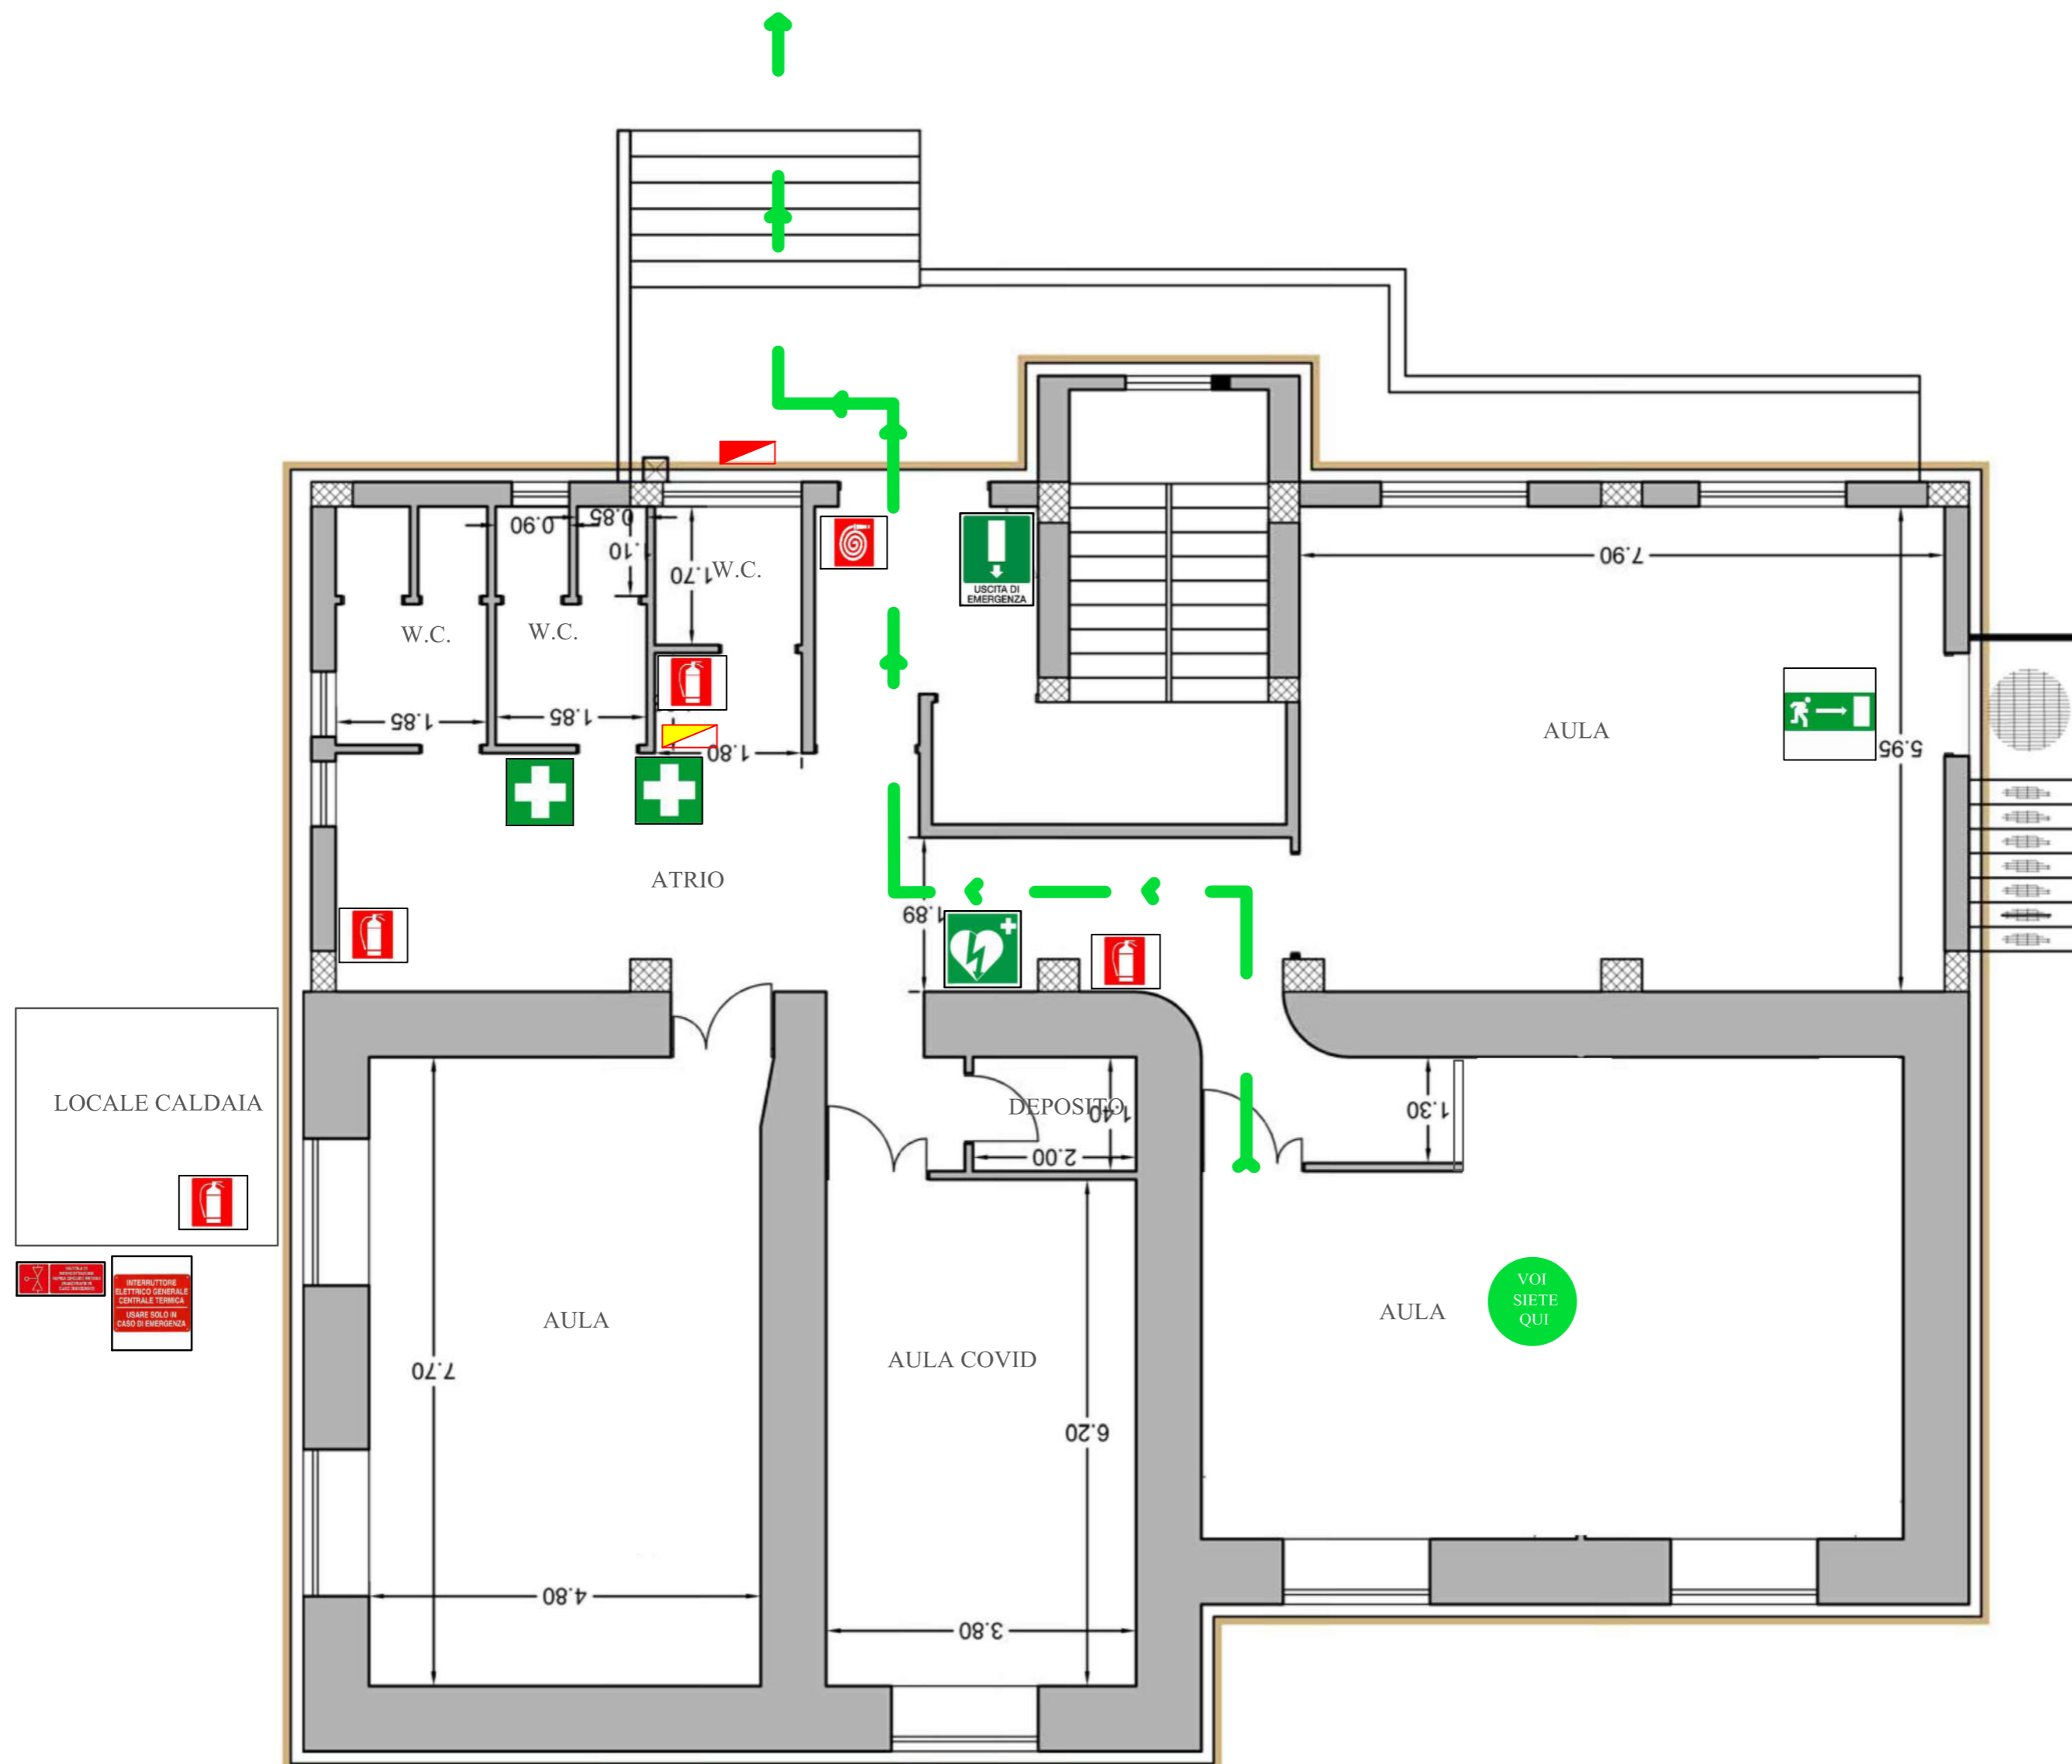 0.90
0.85
1.10
1.70
W.C.
7.90
USCITA DI
EMERGENZA
W.C.
W.C.
1.85
1.85
1.80
AULA
5.95
ATRIO
1.89
LOCALE CALDAIA
DEPOSITO
1.40
1.30
2.00
INTERRUTTORE
ELETTRICO GENERALE
CENTRALE TERMICA
USARE SOLO IN
CASO DI EMERGENZA
VOI
SIETE
QUI
AULA
AULA
AULA COVID
7.70
6.20
4.80
3.80